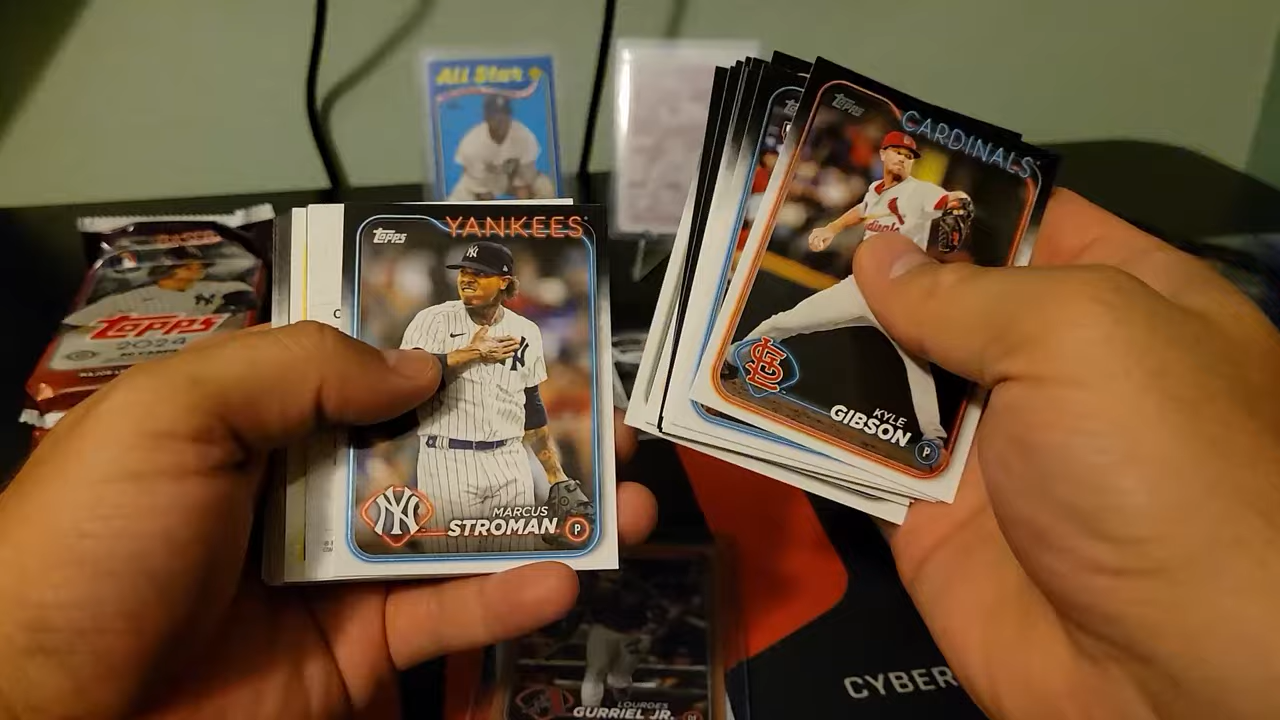 All Star
Topps
CARDINALS
Topps
YANKEES
Topps
2024
KYLE
GIBSON
P
NY
MARCUS
STROMAN
P
CYBER
LOURDES
GURRIEL JR.